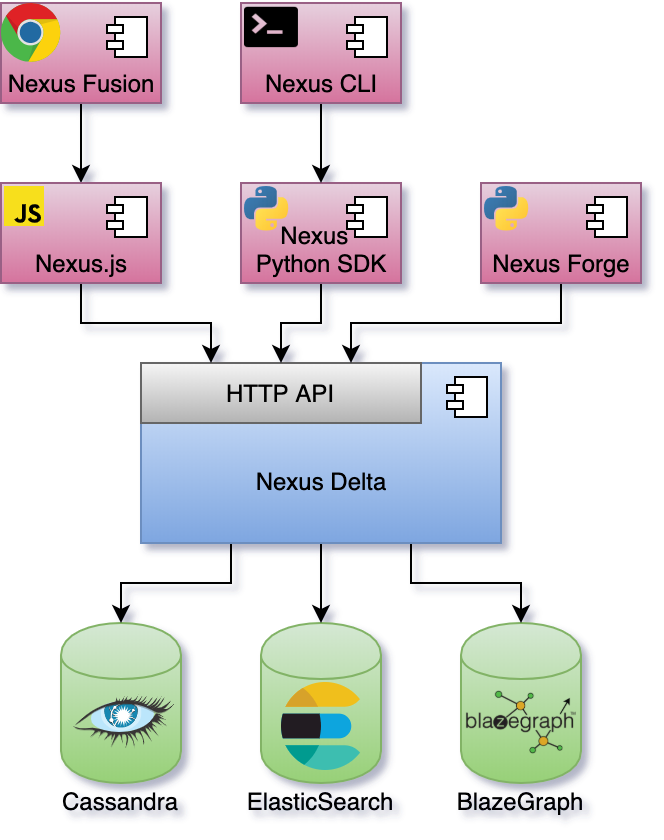 Nexus Fusion
>_
Nexus CLI
JS
Nexus.js
Nexus
Python SDK
Nexus Forge
HTTP API
Nexus Delta
blazegraph™
Cassandra
ElasticSearch
BlazeGraph